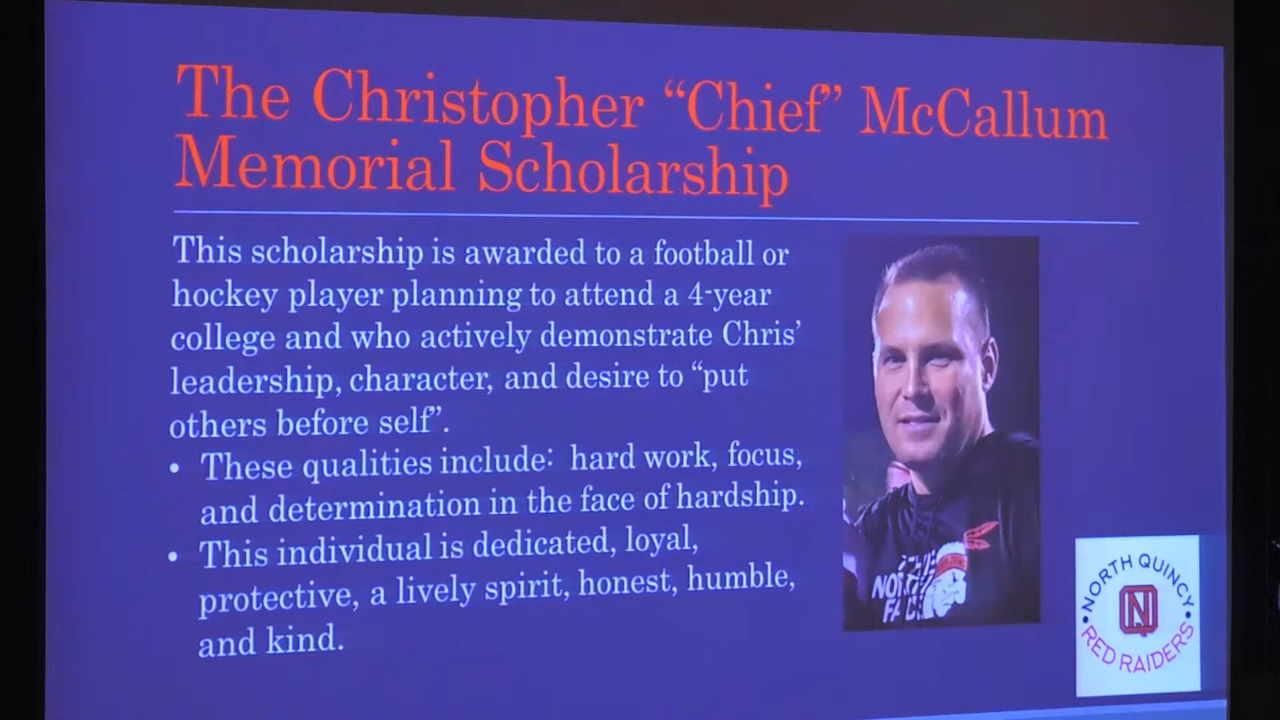 The Christopher “Chief” McCallum
Memorial Scholarship
This scholarship is awarded to a football or
hockey player planning to attend a 4-year
college and who actively demonstrate Chris’
leadership, character, and desire to “put
others before self”.
• These qualities include: hard work, focus,
and determination in the face of hardship.
• This individual is dedicated, loyal,
protective, a lively spirit, honest, humble,
and kind.
NORTH QUINCY
NQ
RED RAIDERS